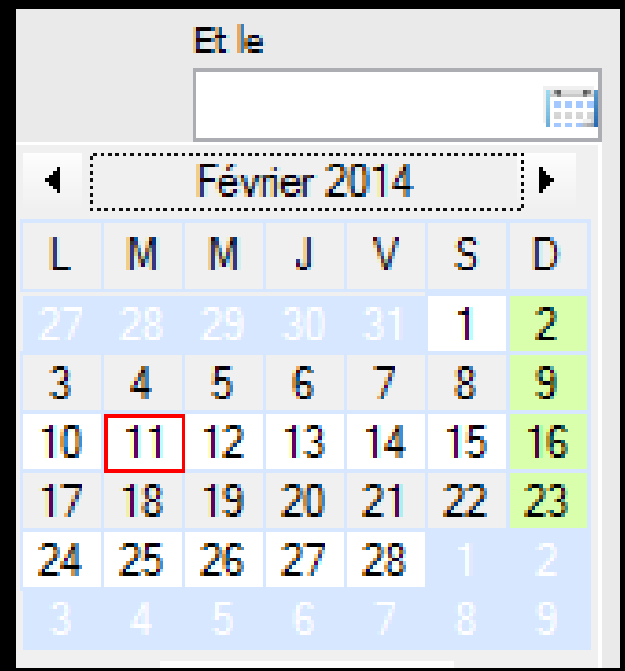 Et le
Février 2014
L M M J V S D
27 28 29 30 31 1 2
3 4 5 6 7 8 9
10 11 12 13 14 15 16
17 18 19 20 21 22 23
24 25 26 27 28 1 2
3 4 5 6 7 8 9